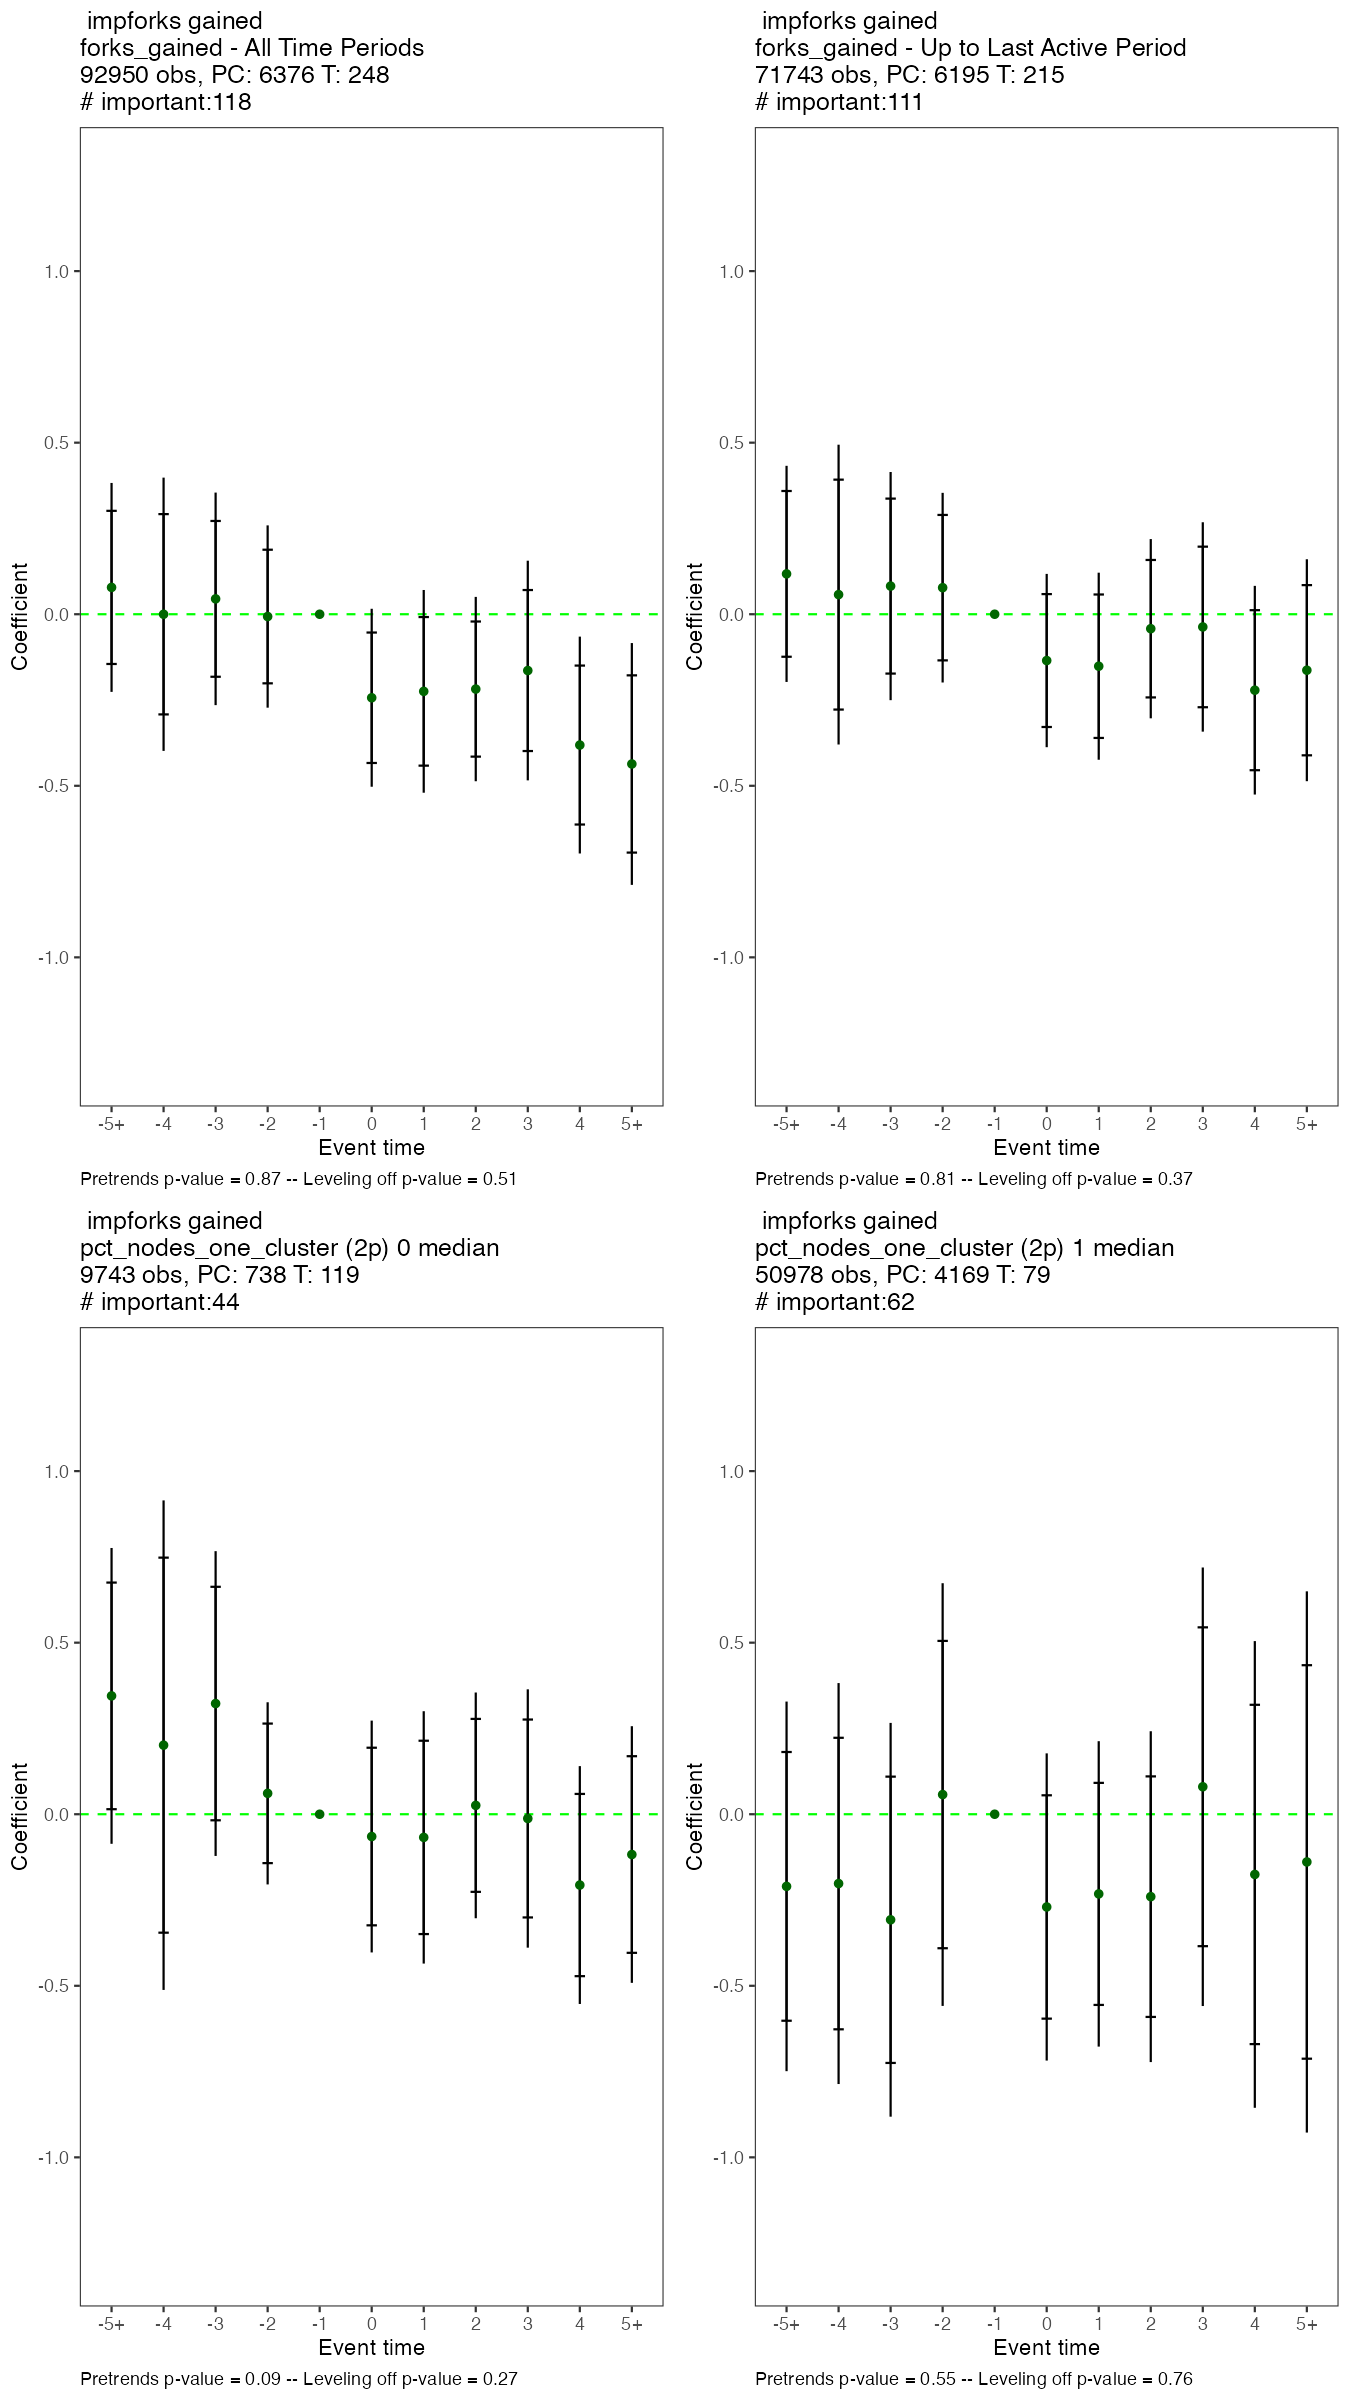 impforks gained
forks_gained - All Time Periods
92950 obs, PC: 6376 T: 248
# important:118
1.0
0.5
0.0
-0.5
-1.0
Coefficient
-5+ -4 -3 -2 -1 0 1 2 3 4 5+
Event time
Pretrends p-value = 0.87 -- Leveling off p-value = 0.51
impforks gained
forks_gained - Up to Last Active Period
71743 obs, PC: 6195 T: 215
# important:111
1.0
0.5
0.0
-0.5
-1.0
Coefficient
-5+ -4 -3 -2 -1 0 1 2 3 4 5+
Event time
Pretrends p-value = 0.81 -- Leveling off p-value = 0.37
impforks gained
pct_nodes_one_cluster (2p) 0 median
9743 obs, PC: 738 T: 119
# important:44
1.0
0.5
0.0
-0.5
-1.0
Coefficient
-5+ -4 -3 -2 -1 0 1 2 3 4 5+
Event time
Pretrends p-value = 0.09 -- Leveling off p-value = 0.27
impforks gained
pct_nodes_one_cluster (2p) 1 median
50978 obs, PC: 4169 T: 79
# important:62
1.0
0.5
0.0
-0.5
-1.0
Coefficient
-5+ -4 -3 -2 -1 0 1 2 3 4 5+
Event time
Pretrends p-value = 0.55 -- Leveling off p-value = 0.76